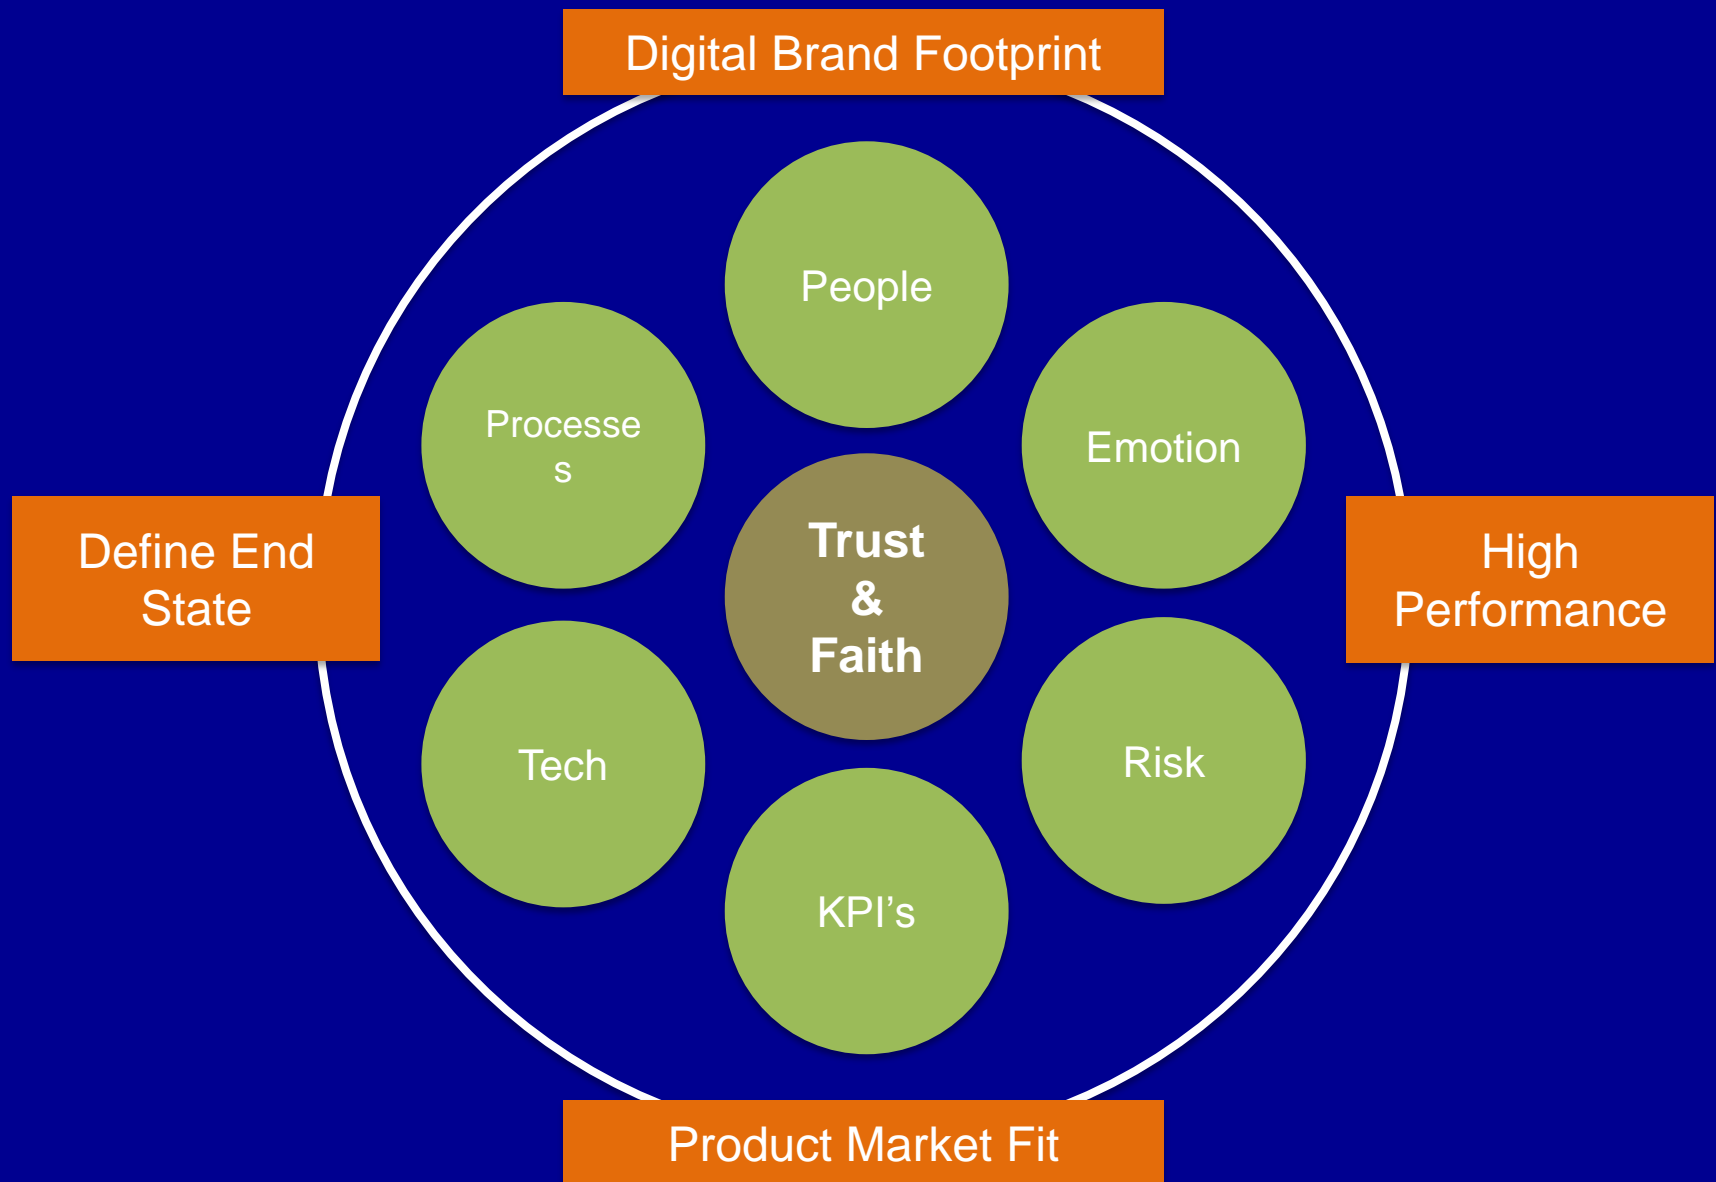 Digital Brand Footprint
People
Processe
s
Emotion
Define End
State
Trust
&
Faith
High
Performance
Tech
Risk
KPI’s
Product Market Fit